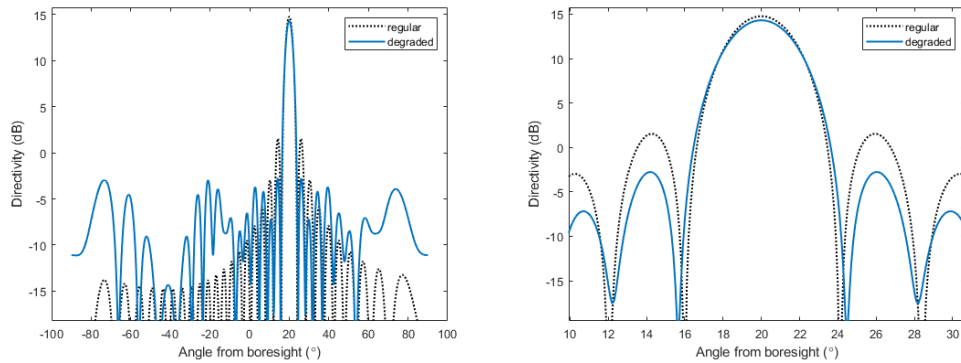 20
15
10
5
0
-5
-10
-15
Directivity (dB)
-100 -80 -60 -40 -20 0 20 40 60 80 100
Angle from boresight (°)
regular
degraded
20
15
10
5
0
-5
-10
-15
Directivity (dB)
10 12 14 16 18 20 22 24 26 28 30
Angle from boresight (°)
regular
degraded